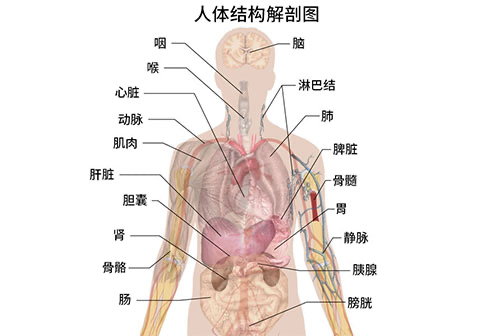 人体结构解剖图
咽
喉
心脏
动脉
肌肉
肝脏
胆囊
肾
骨骼
肠
脑
淋巴结
肺
脾脏
骨髓
胃
静脉
胰腺
膀胱